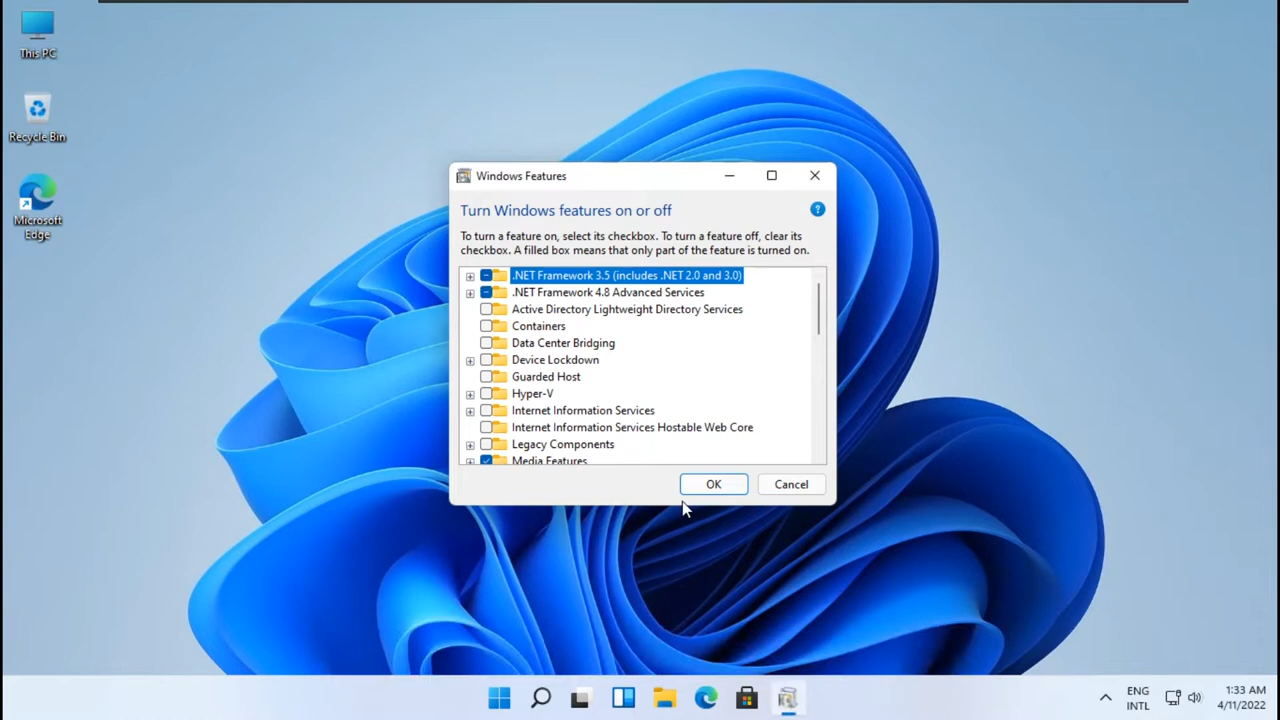 This PC
Recycle Bin
Microsoft
Edge
Windows Features
Turn Windows features on or off
?
To turn a feature on, select its checkbox. To turn a feature off, clear its
checkbox. A filled box means that only part of the feature is turned on.
.NET Framework 3.5 (includes .NET 2.0 and 3.0)
.NET Framework 4.8 Advanced Services
Active Directory Lightweight Directory Services
Containers
Data Center Bridging
Device Lockdown
Guarded Host
Hyper-V
Internet Information Services
Internet Information Services Hostable Web Core
Legacy Components
Media Features
OK
Cancel
ENG
INTL
1:33 AM
4/11/2022